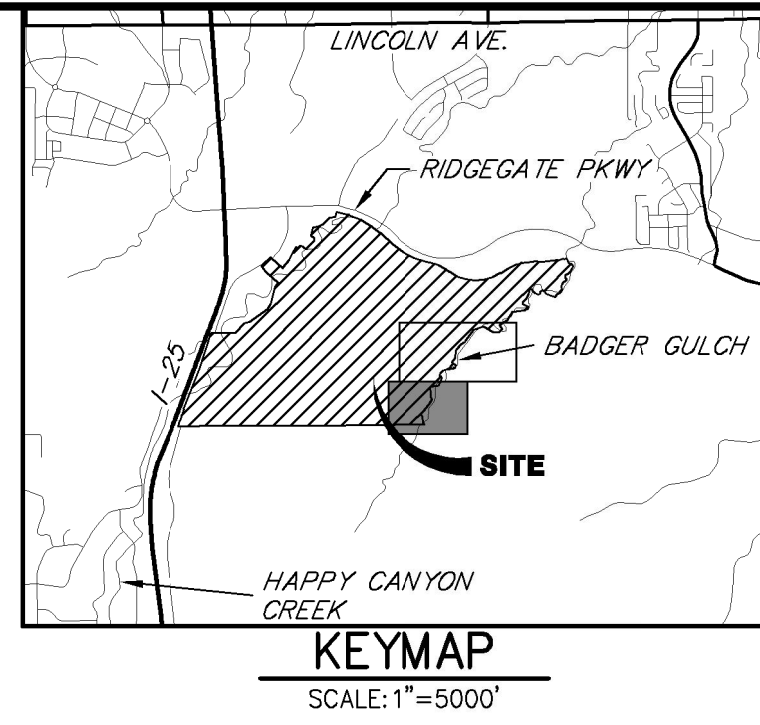 LINCOLN AVE.
RIDGEGATE PKWY
BADGER GULCH
I-25
SITE
HAPPY CANYON
CREEK
KEYMAP
SCALE: 1"=5000'